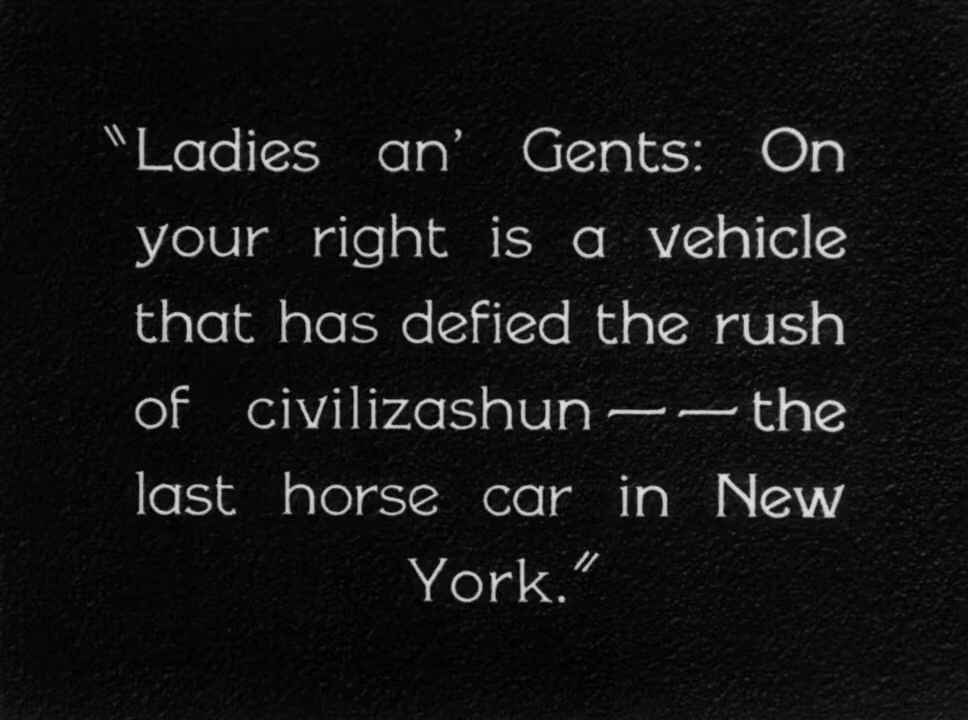 "Ladies an' Gents: On
your right is a vehicle
that has defied the rush
of civilizashun——the
last horse car in New
York."